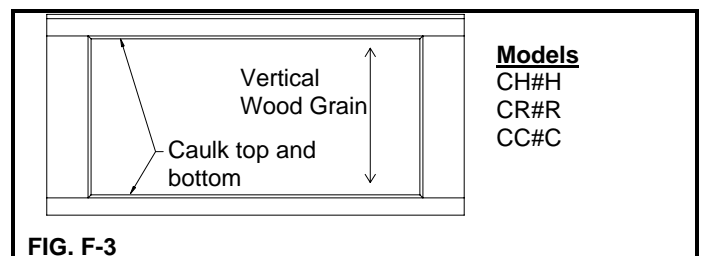 Vertical
Wood Grain
Caulk top and
bottom
Models
CH#H
CR#R
CC#C
FIG. F-3